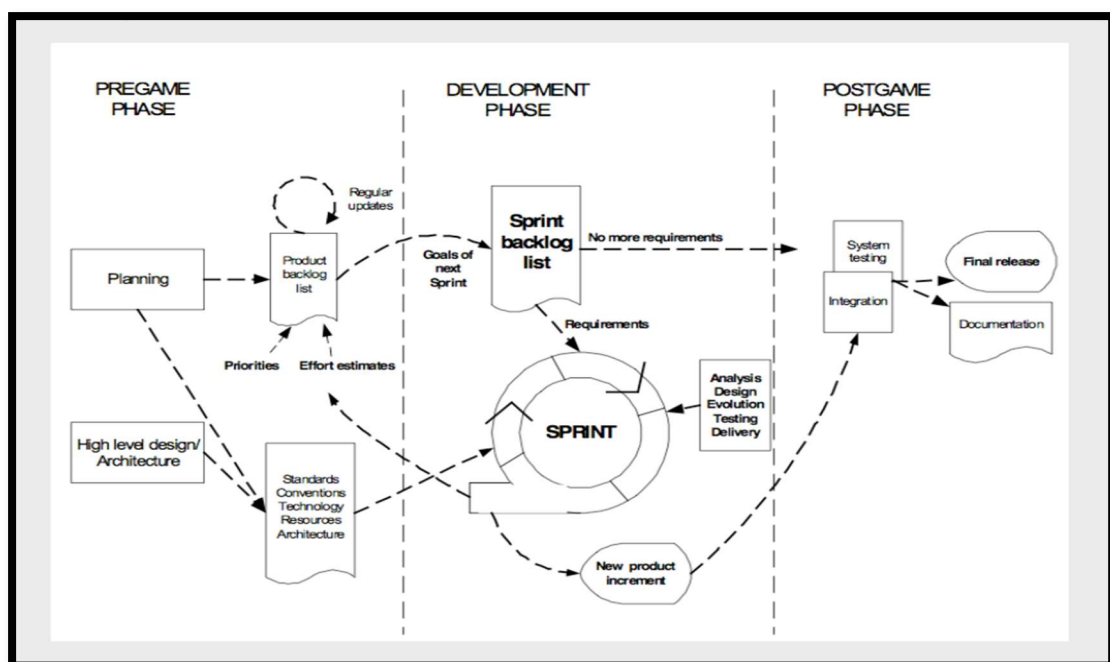 PREGAME
PHASE
DEVELOPMENT
PHASE
POSTGAME
PHASE
Regular
updates
Planning
Product
backlog
list
Goals of
next
Sprint
Sprint
backlog
list
No more requirements
System
testing
Integration
Final release
Documentation
Priorities
Effort estimates
Requirements
High level design/
Architecture
Standards
Conventions
Technology
Resources
Architecture
SPRINT
Analysis
Design
Evolution
Testing
Delivery
New product
increment